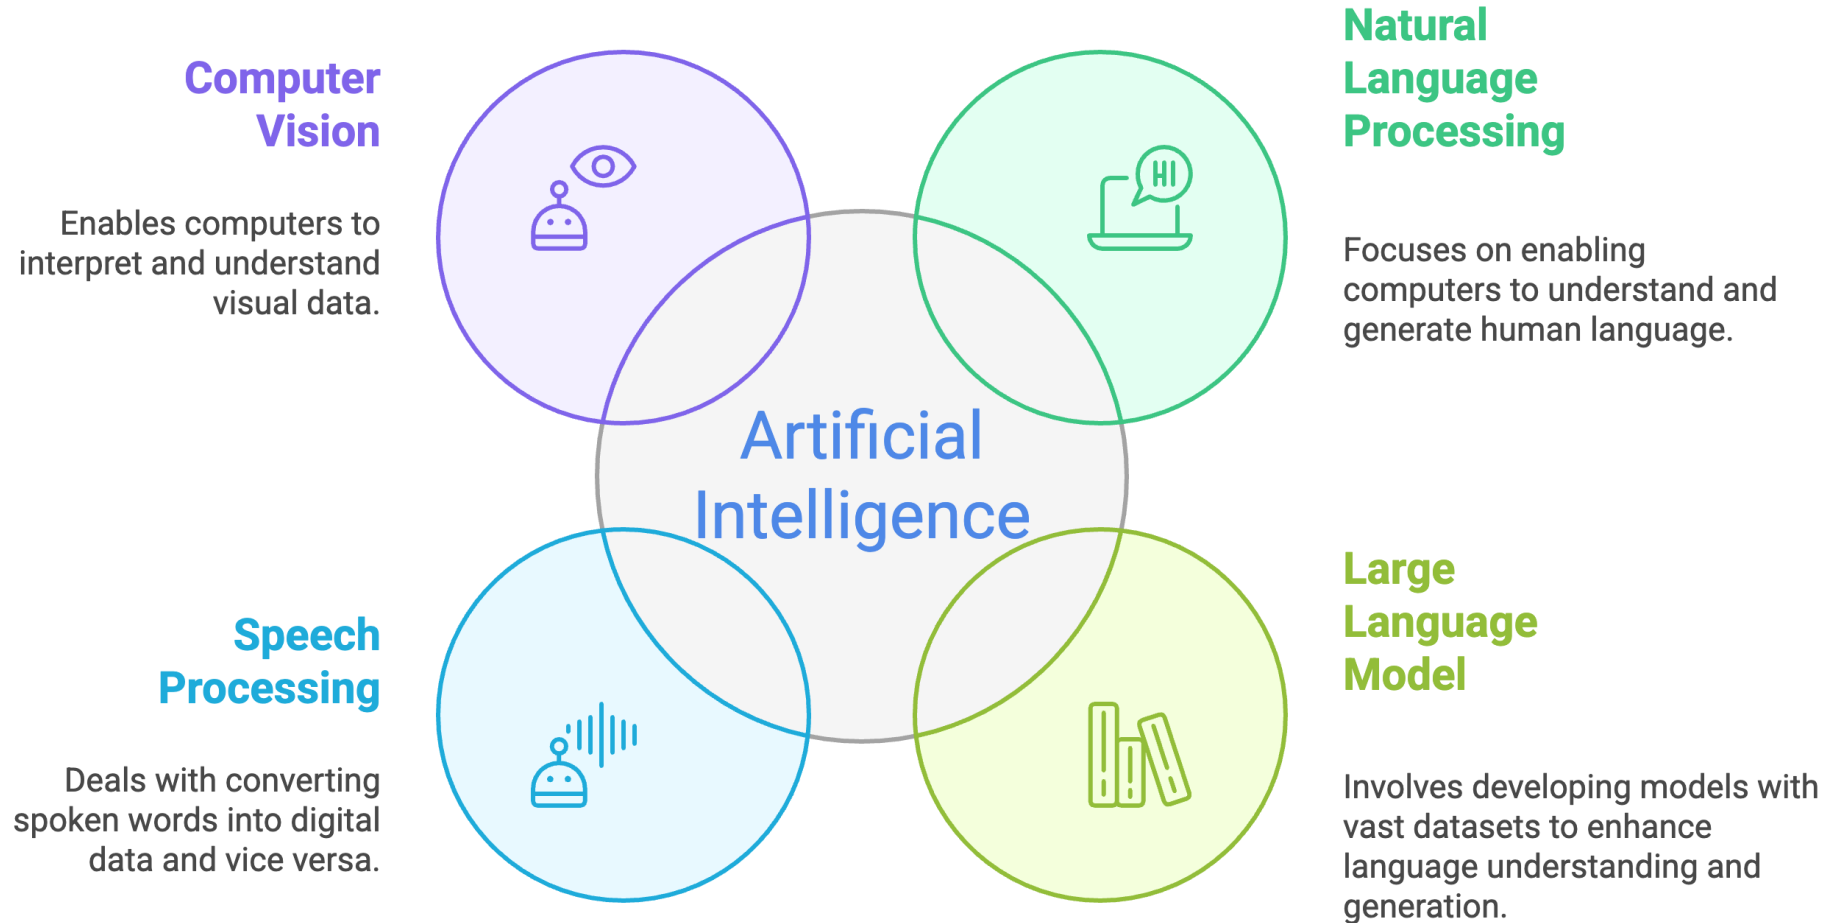 Computer
Vision
Enables computers to
interpret and understand
visual data.
Natural
Language
Processing
HI
Focuses on enabling
computers to understand and
generate human language.
Artificial
Intelligence
Speech
Processing
Deals with converting
spoken words into digital
data and vice versa.
Large
Language
Model
Involves developing models with
vast datasets to enhance
language understanding and
generation.